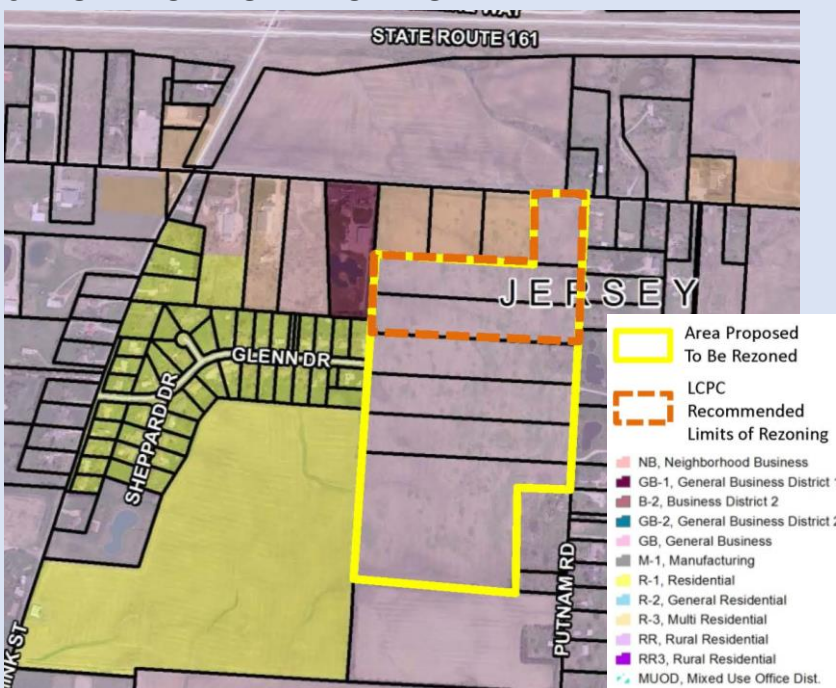 STATE ROUTE 161
JERSEY
GLENN DR
SHEPPARD DR
PUTNAM RD
Area Proposed
To Be Rezoned
LCPC
Recommended
Limits of Rezoning
NB, Neighborhood Business
GB-1, General Business District 1
B-2, Business District 2
GB-2, General Business District 2
GB, General Business
M-1, Manufacturing
R-1, Residential
R-2, General Residential
R-3, Multi Residential
RR, Rural Residential
RR3, Rural Residential
MUOD, Mixed Use Office Dist.